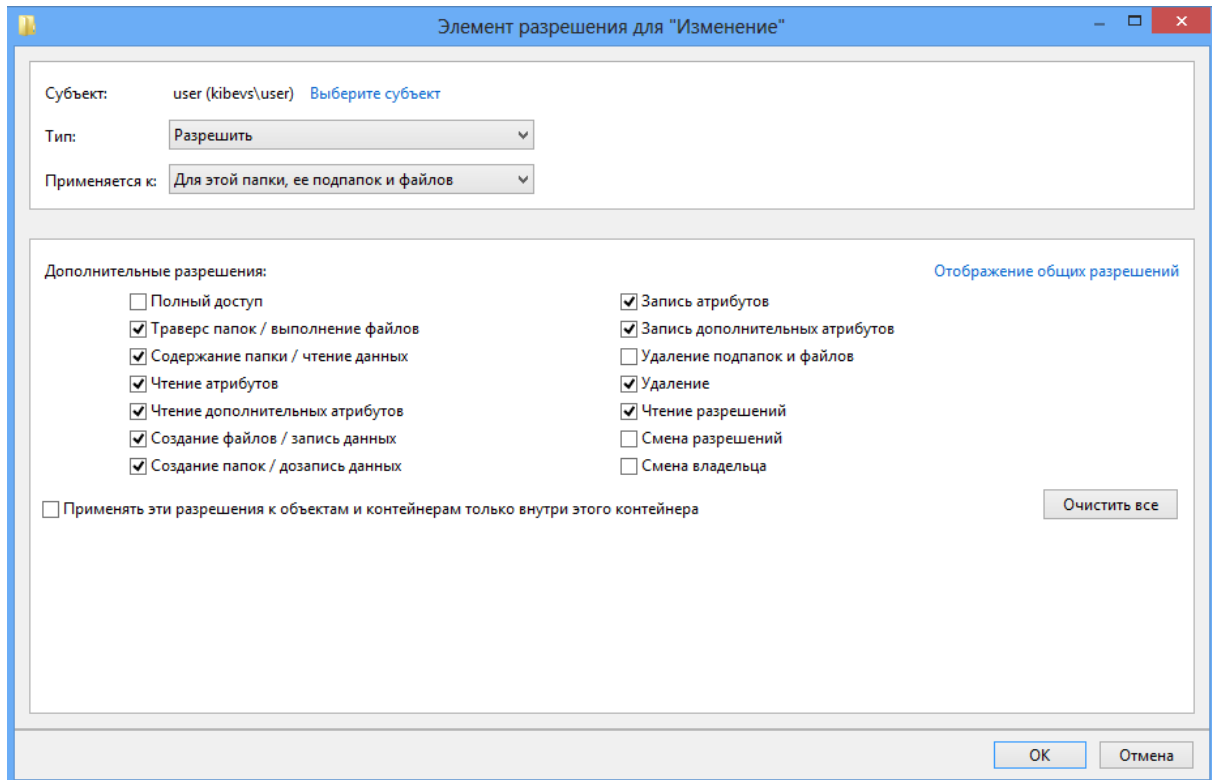 Элемент разрешения для "Изменение"
Субъект: user (kibevs\user) Выберите субъект
Тип: Разрешить
Применяется к: Для этой папки, ее подпапок и файлов
Дополнительные разрешения: Отображение общих разрешений
Полный доступ
Траверс папок / выполнение файлов
Содержание папки / чтение данных
Чтение атрибутов
Чтение дополнительных атрибутов
Создание файлов / запись данных
Создание папок / дозапись данных
Запись атрибутов
Запись дополнительных атрибутов
Удаление подпапок и файлов
Удаление
Чтение разрешений
Смена разрешений
Смена владельца
Применять эти разрешения к объектам и контейнерам только внутри этого контейнера
Очистить все
ОК Отмена